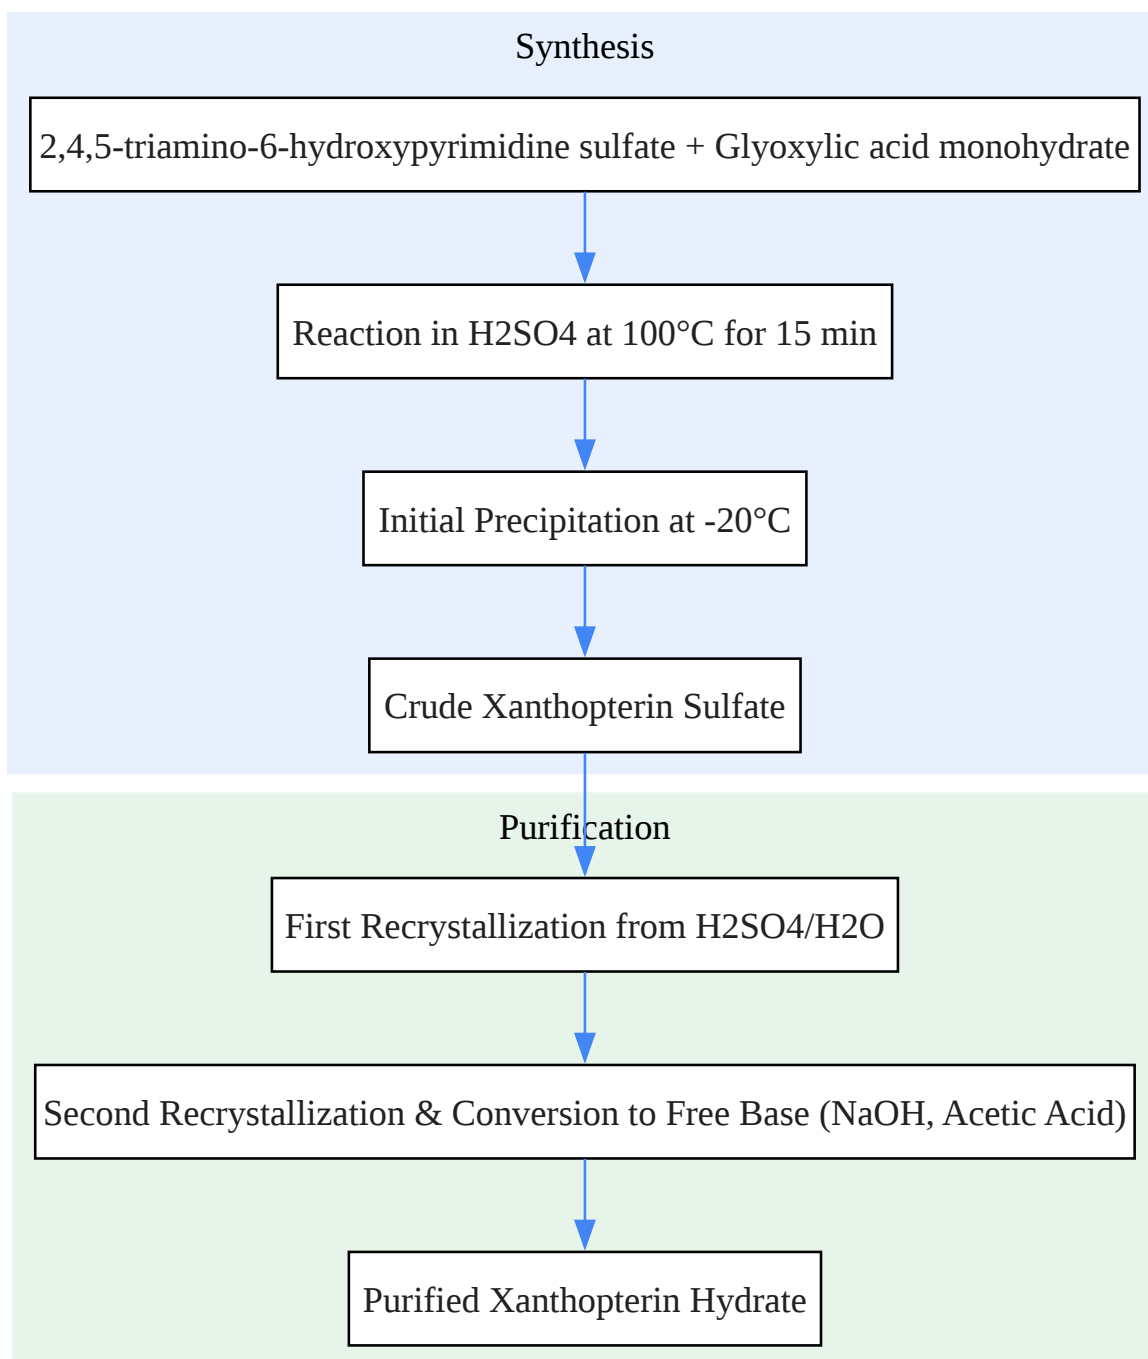 Synthesis
2,4,5-triamino-6-hydroxypyrimidine sulfate + Glyoxylic acid monohydrate
Reaction in H2SO4 at 100°C for 15 min
Initial Precipitation at -20°C
Crude Xanthopterin Sulfate
Purification
First Recrystallization from H2SO4/H2O
Second Recrystallization & Conversion to Free Base (NaOH, Acetic Acid)
Purified Xanthopterin Hydrate